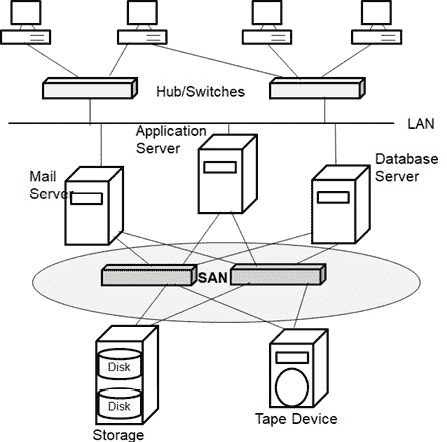 Hub/Switches
LAN
Application
Server
Mail
Server
Database
Server
SAN
Disk
Disk
Storage
Tape Device